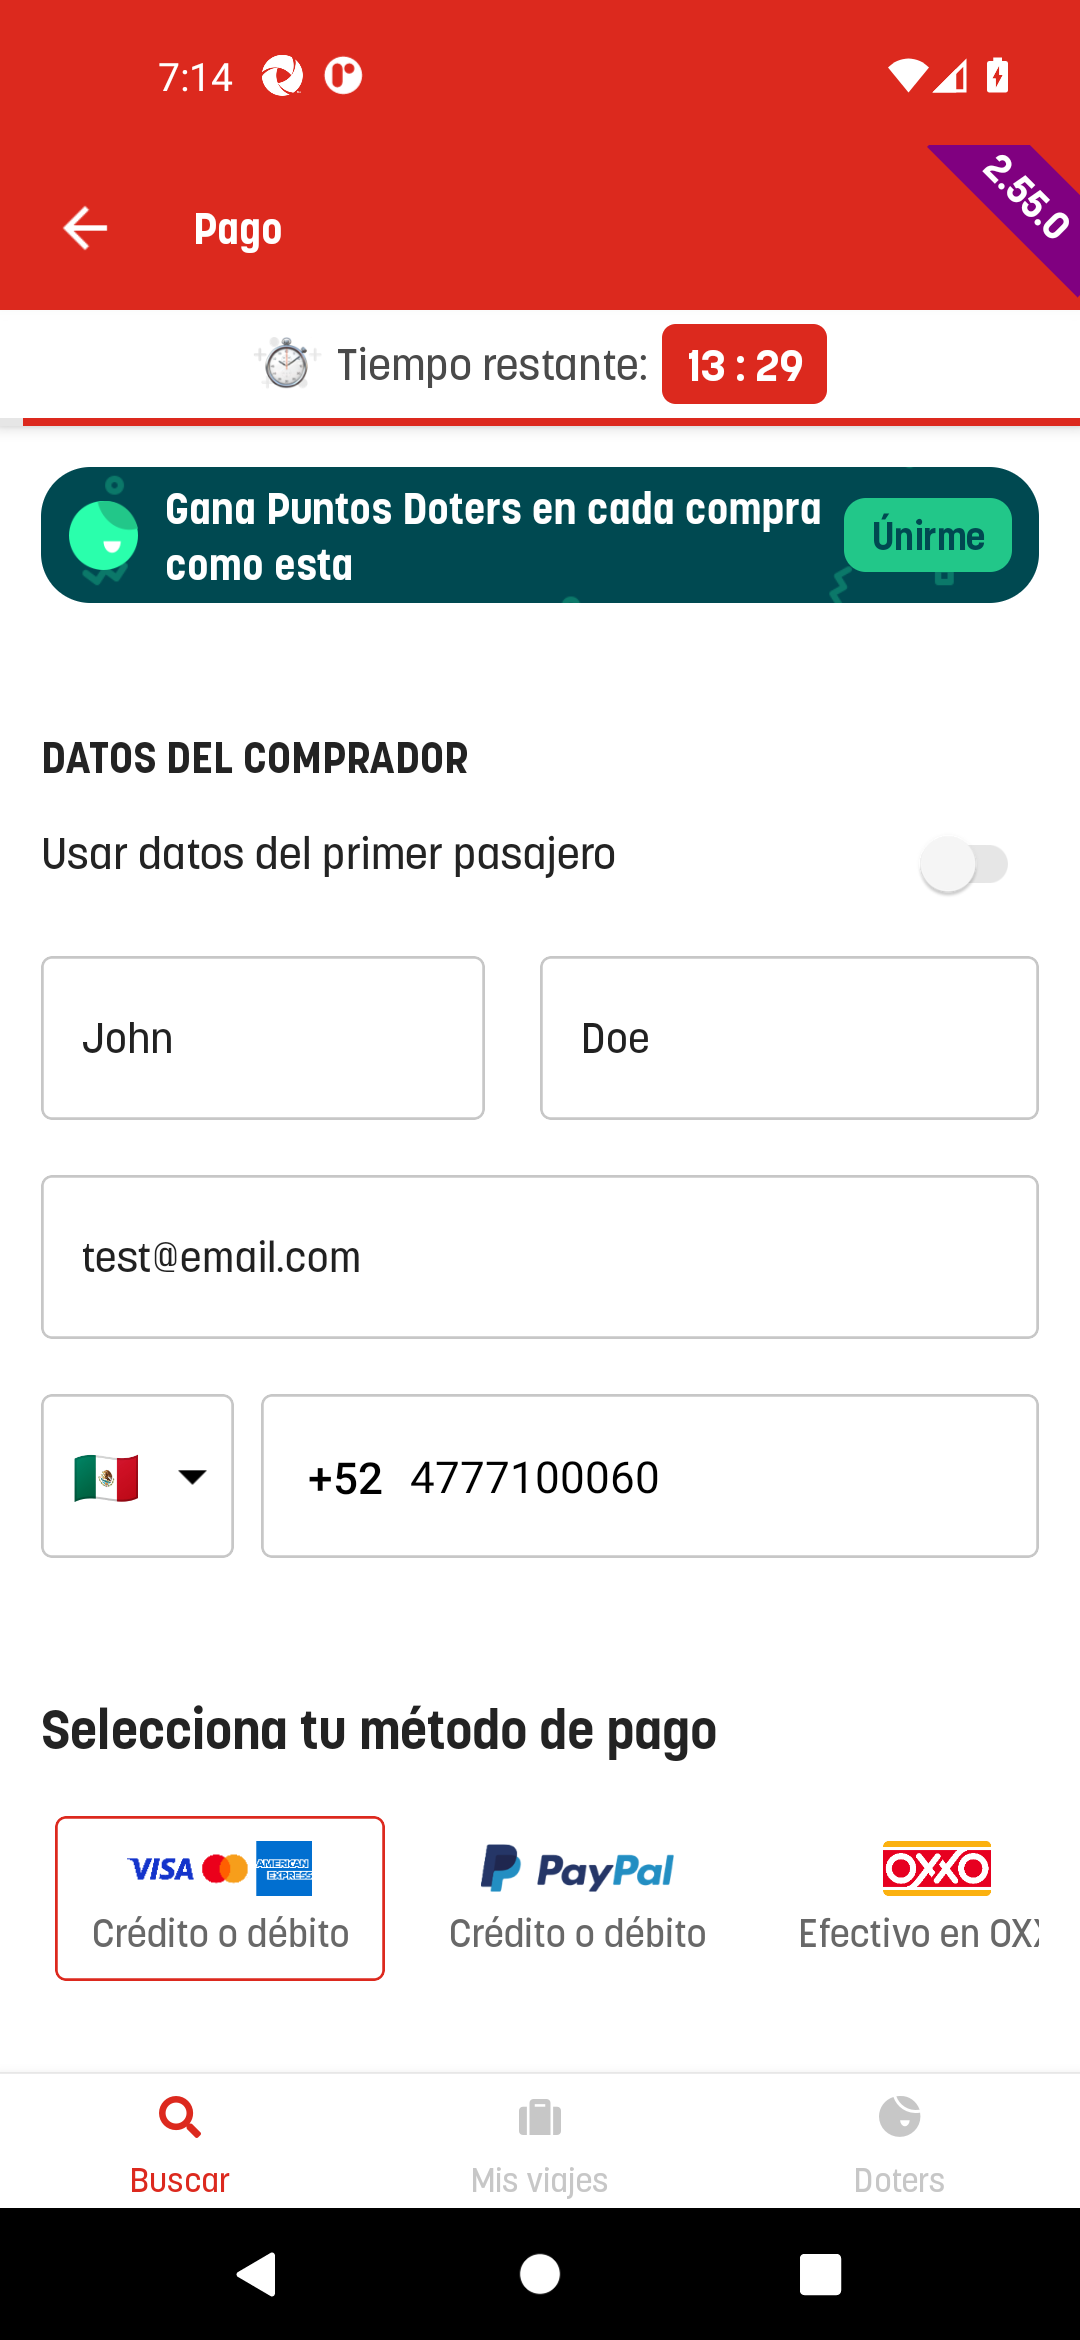 7:14
2.55.0
Pago
Tiempo restante: 13 : 29
Gana Puntos Doters en cada compra
como esta
Únirme
DATOS DEL COMPRADOR
Usar datos del primer pasajero
John
Doe
test@email.com
+52 4777100060
Selecciona tu método de pago
VISA AMERICAN EXPRESS
PayPal
OXXO
Crédito o débito
Crédito o débito
Efectivo en
Buscar
Mis viajes
Doters